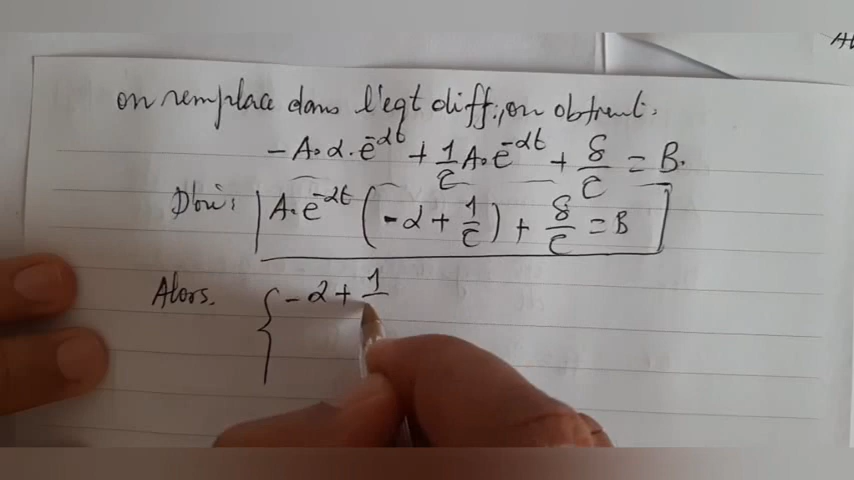 on remplace dans l'eqt diff:, on obtient:
- A. α. e^-αt + 1/τ A. e^-αt + δ/τ = B.
D'où: A. e^-αt (-α + 1/τ) + δ/τ = B
Alors. { - α + 1